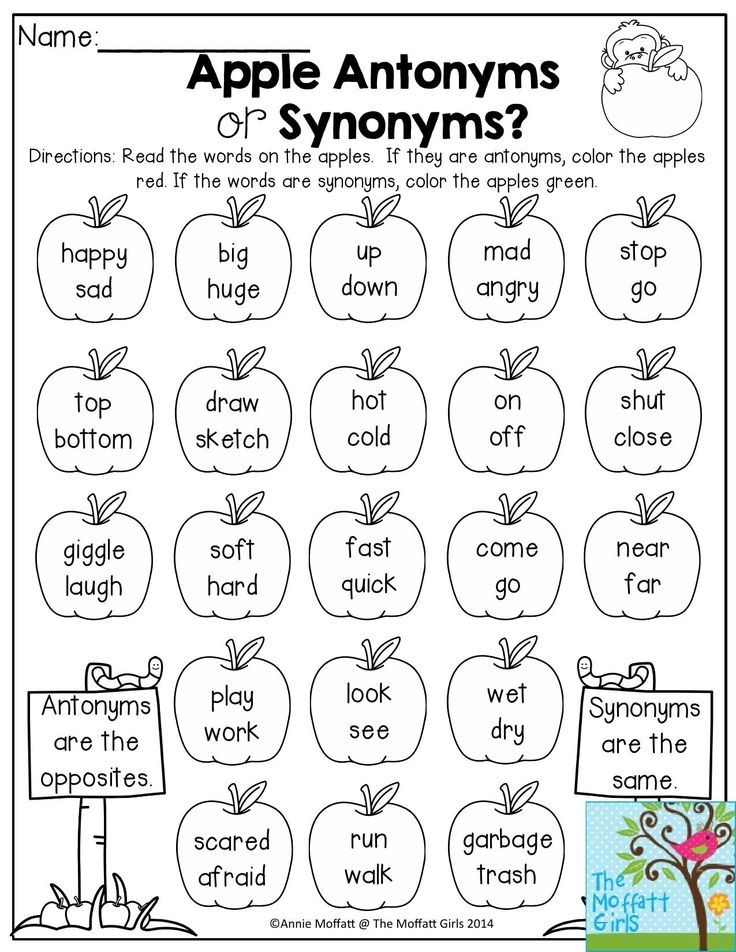 Name:
Apple Antonyms
or Synonyms?
Directions: Read the words on the apples. If they are antonyms, color the apples
red. If the words are synonyms, color the apples green.
happy
sad
big
huge
up
down
mad
angry
stop
go
top
bottom
draw
sketch
hot
cold
on
off
shut
close
giggle
laugh
soft
hard
fast
quick
come
go
near
far
play
work
look
see
wet
dry
Antonyms
are the
opposites.
Synonyms
are the
same.
scared
afraid
run
walk
garbage
trash
©Annie Moffatt @ The Moffatt Girls 2014
The
Moffatt
Girls